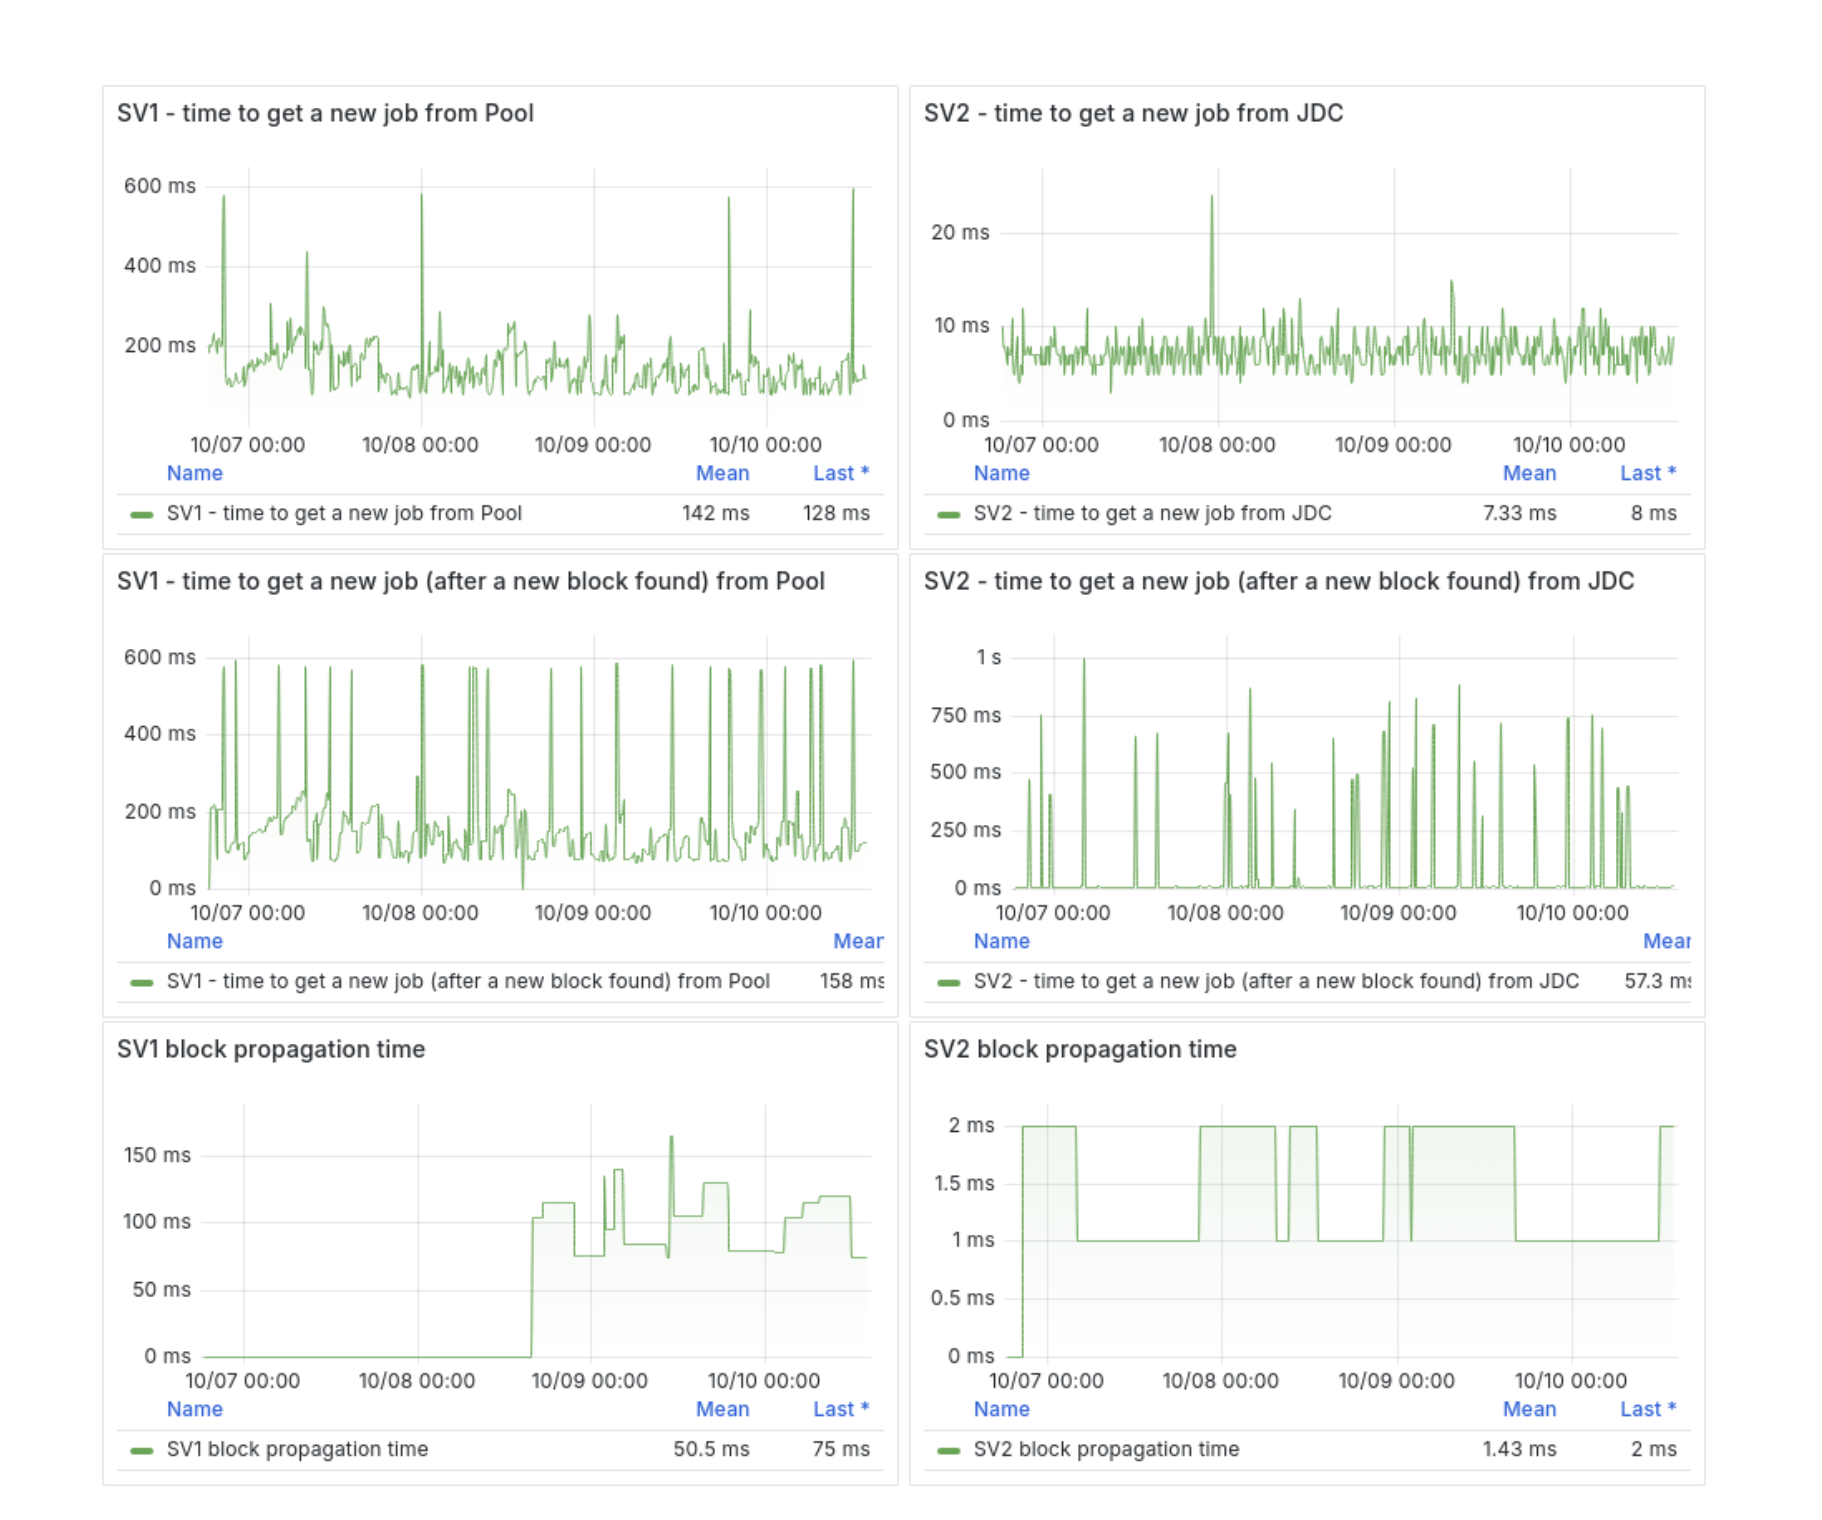 SV1 - time to get a new job from Pool
600 ms
400 ms
200 ms
10/07 00:00 10/08 00:00 10/09 00:00 10/10 00:00
Name Mean Last *
SV1 - time to get a new job from Pool 142 ms 128 ms
SV2 - time to get a new job from JDC
20 ms
10 ms
0 ms
10/07 00:00 10/08 00:00 10/09 00:00 10/10 00:00
Name Mean Last *
SV2 - time to get a new job from JDC 7.33 ms 8 ms
SV1 - time to get a new job (after a new block found) from Pool
600 ms
400 ms
200 ms
0 ms
10/07 00:00 10/08 00:00 10/09 00:00 10/10 00:00
Name Mean
SV1 - time to get a new job (after a new block found) from Pool 158 ms
SV2 - time to get a new job (after a new block found) from JDC
1 s
750 ms
500 ms
250 ms
0 ms
10/07 00:00 10/08 00:00 10/09 00:00 10/10 00:00
Name Mean
SV2 - time to get a new job (after a new block found) from JDC 57.3 ms
SV1 block propagation time
150 ms
100 ms
50 ms
0 ms
10/07 00:00 10/08 00:00 10/09 00:00 10/10 00:00
Name Mean Last *
SV1 block propagation time 50.5 ms 75 ms
SV2 block propagation time
2 ms
1.5 ms
1 ms
0.5 ms
0 ms
10/07 00:00 10/08 00:00 10/09 00:00 10/10 00:00
Name Mean Last *
SV2 block propagation time 1.43 ms 2 ms